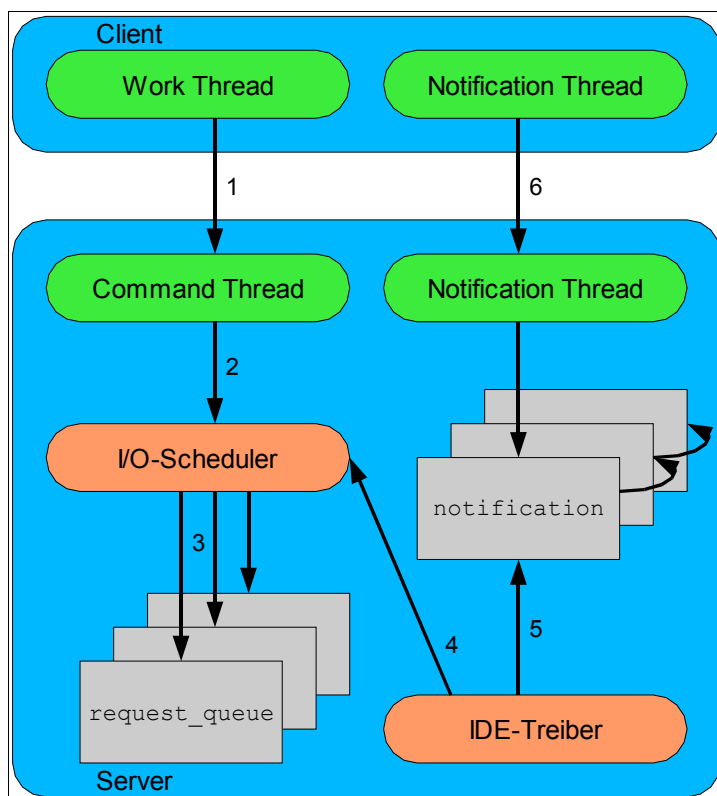 Client
Work Thread
Notification Thread
1
6
Command Thread
Notification Thread
2
I/O-Scheduler
notification
3
4
5
request_queue
IDE-Treiber
Server